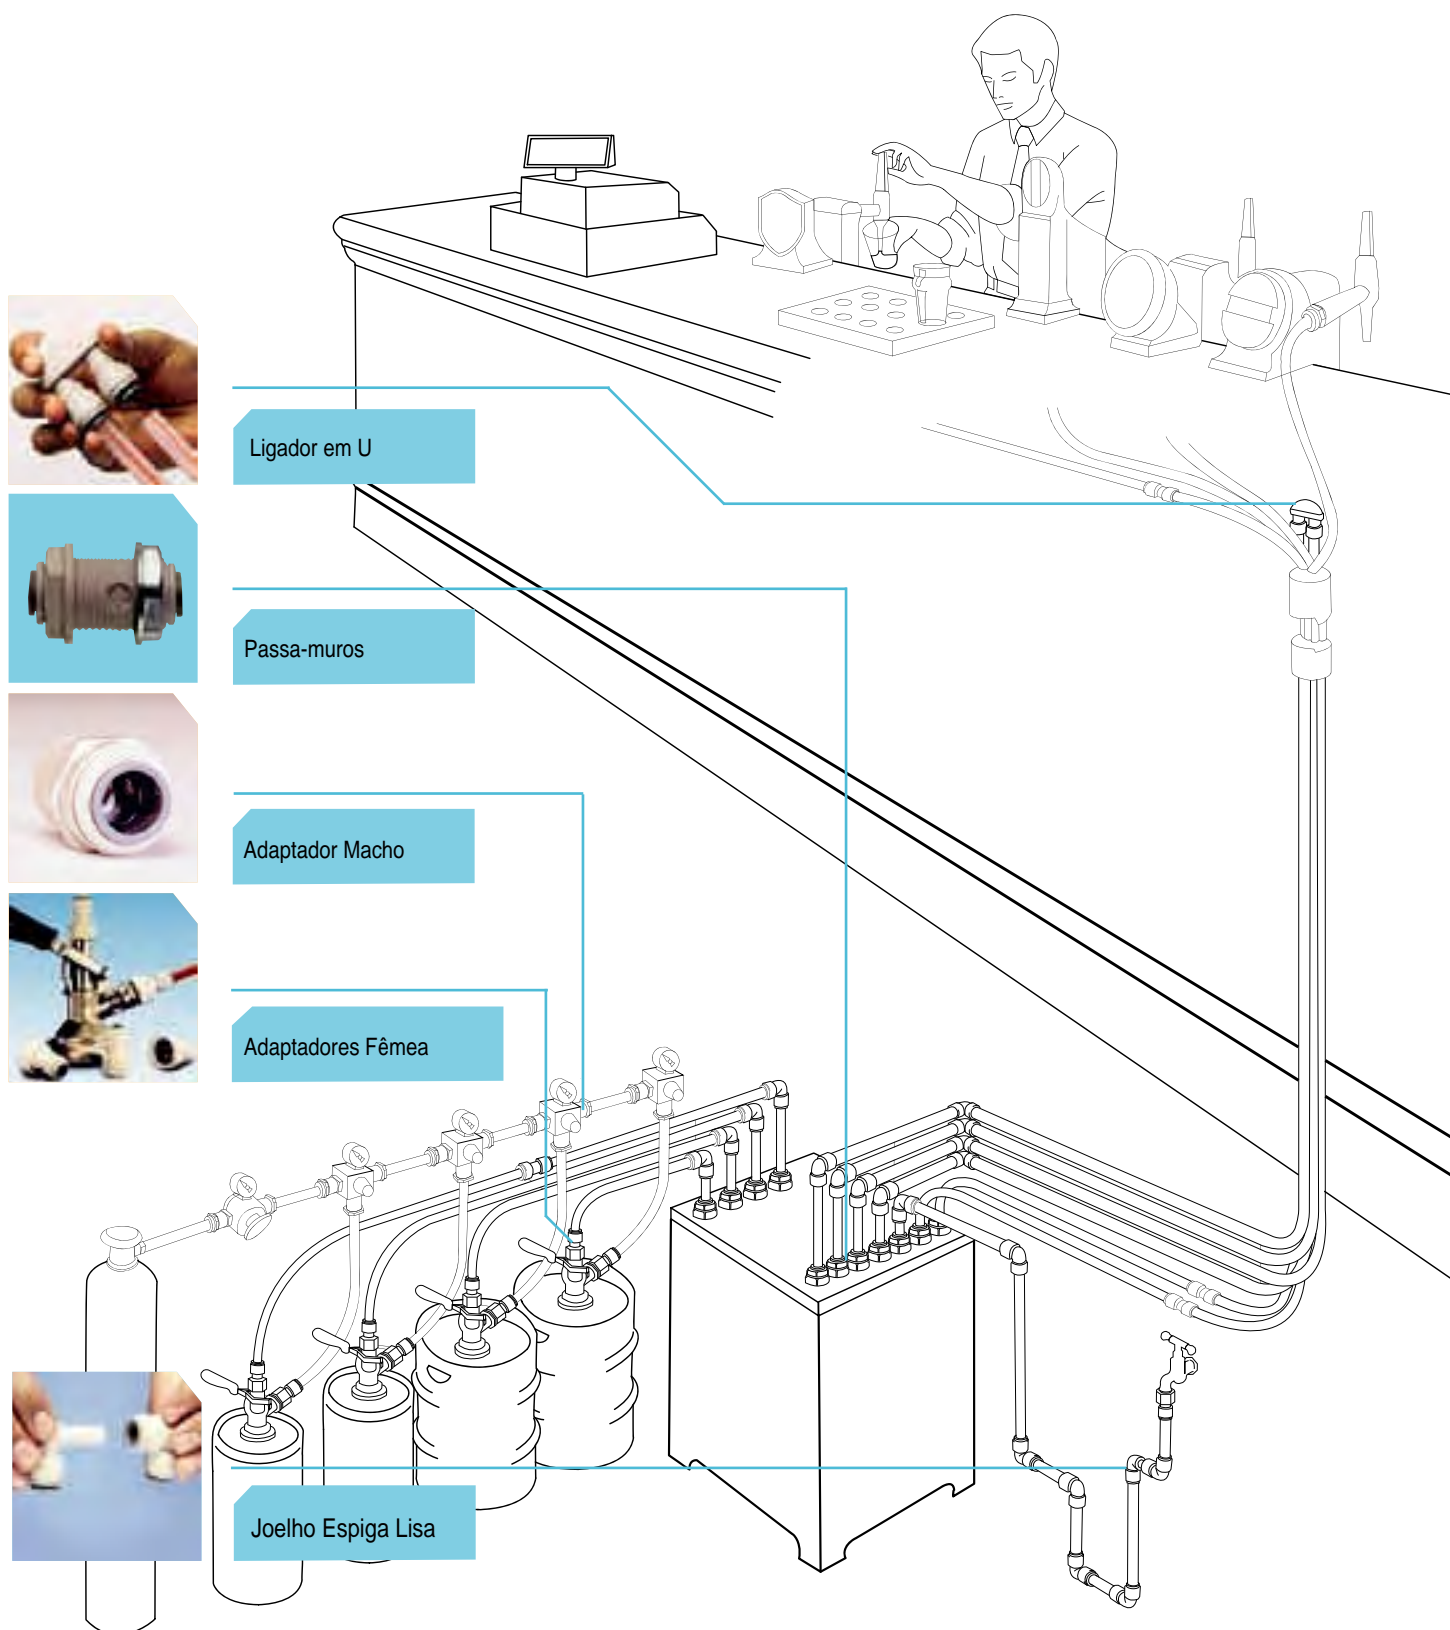 Ligador em U
Passa-muros
Adaptador Macho
Adaptadores Fêmea
Joelho Espiga Lisa